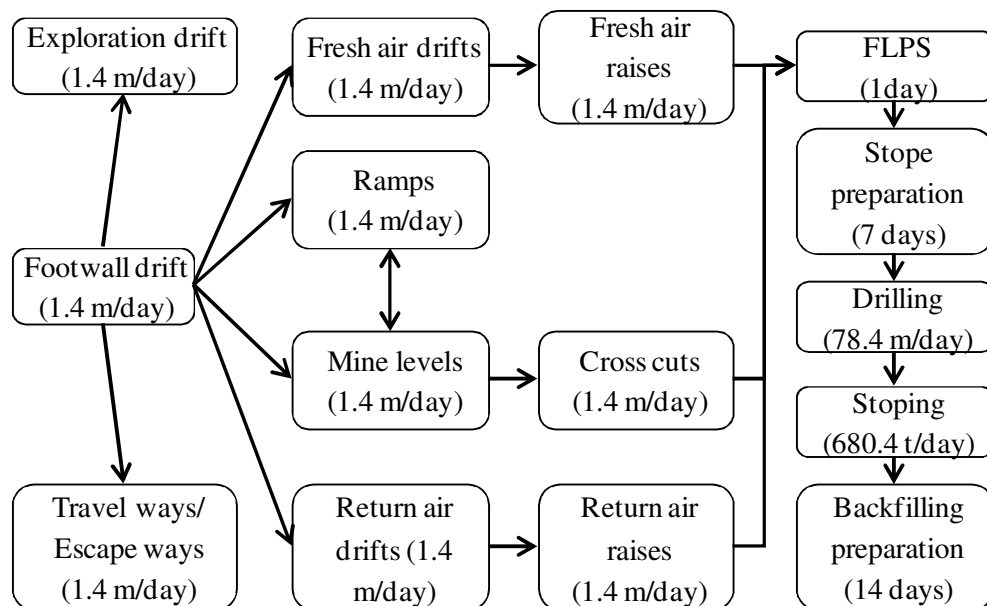 Exploration drift
(1.4 m/day)
Fresh air drifts
(1.4 m/day)
Fresh air
raises
(1.4 m/day)
FLPS
(1day)
Stope
preparation
(7 days)
Ramps
(1.4 m/day)
Footwall drift
(1.4 m/day)
Drilling
(78.4 m/day)
Mine levels
(1.4 m/day)
Cross cuts
(1.4 m/day)
Stoping
(680.4 t/day)
Travel ways/
Escape ways
(1.4 m/day)
Return air
drifts (1.4
m/day)
Return air
raises
(1.4 m/day)
Backfilling
preparation
(14 days)